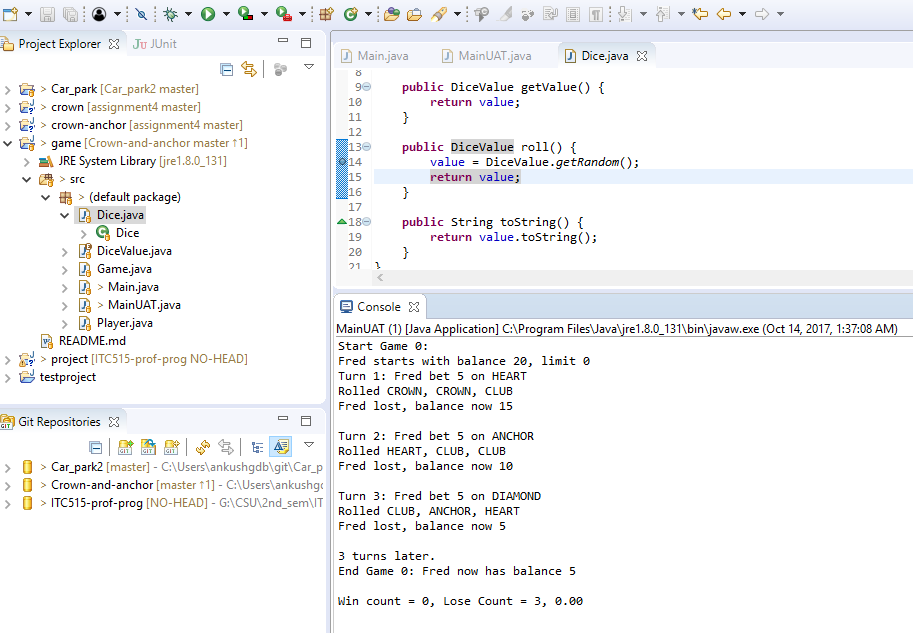 Project Explorer
JUnit
> Car_park [Car_park2 master]
> crown [assignment4 master]
> crown-anchor [assignment4 master]
> game [Crown-and-anchor master ↑1]
JRE System Library [jre1.8.0_131]
> src
> (default package)
Dice.java
Dice
DiceValue.java
Game.java
> Main.java
> MainUAT.java
Player.java
README.md
> project [ITC515-prof-prog NO-HEAD]
testproject
Git Repositories
> Car_park2 [master] - C:\Users\ankushgdb\git\Car_p
> Crown-and-anchor [master ↑1] - C:\Users\ankushgc
> ITC515-prof-prog [NO-HEAD] - G:\CSU\2nd_sem\IT
Main.java
MainUAT.java
Dice.java
8
9 public DiceValue getValue() {
10 return value;
11 }
12
13 public DiceValue roll() {
14 value = DiceValue.getRandom();
15 return value;
16 }
17
18 public String toString() {
19 return value.toString();
20 }
21 }
Console
MainUAT (1) [Java Application] C:\Program Files\Java\jre1.8.0_131\bin\javaw.exe (Oct 14, 2017, 1:37:08 AM)
Start Game 0:
Fred starts with balance 20, limit 0
Turn 1: Fred bet 5 on HEART
Rolled CROWN, CROWN, CLUB
Fred lost, balance now 15
Turn 2: Fred bet 5 on ANCHOR
Rolled HEART, CLUB, CLUB
Fred lost, balance now 10
Turn 3: Fred bet 5 on DIAMOND
Rolled CLUB, ANCHOR, HEART
Fred lost, balance now 5
3 turns later.
End Game 0: Fred now has balance 5
Win count = 0, Lose Count = 3, 0.00